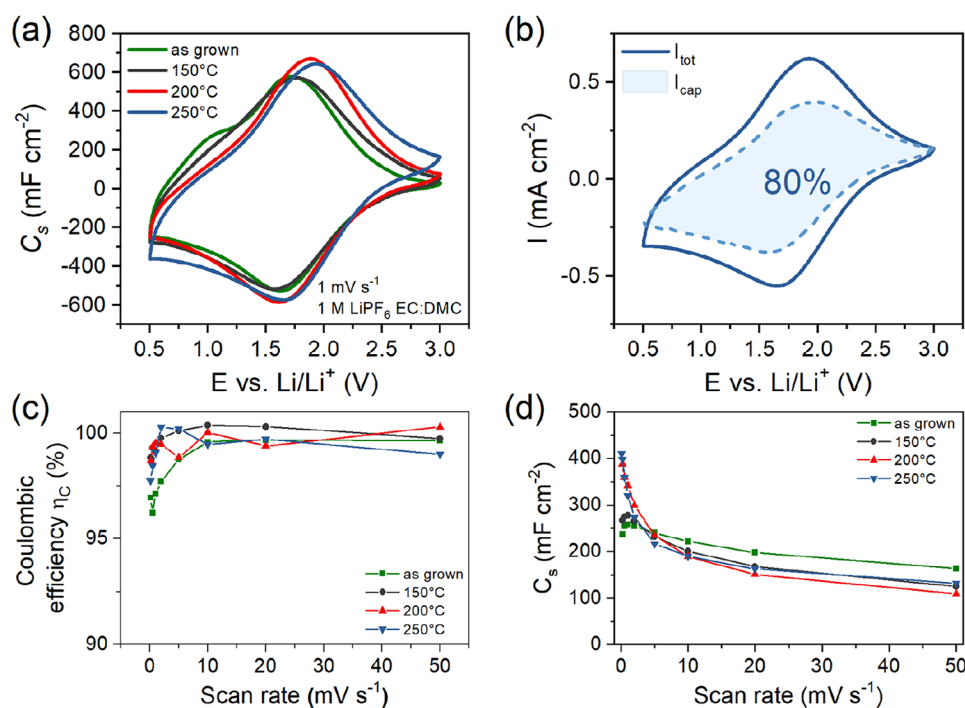 (a)
as grown
150°C
200°C
250°C
1 mV s⁻¹
1 M LiPF₆ EC:DMC
800
600
400
200
0
-200
-400
-600
Cₛ (mF cm⁻²)
0.5 1.0 1.5 2.0 2.5 3.0
E vs. Li/Li⁺ (V)
(b)
I_tot
I_cap
80%
0.5
0.0
-0.5
I (mA cm⁻²)
0.5 1.0 1.5 2.0 2.5 3.0
E vs. Li/Li⁺ (V)
(c)
100
95
90
Coulombic
efficiency η_C (%)
as grown
150°C
200°C
250°C
0 10 20 30 40 50
Scan rate (mV s⁻¹)
(d)
500
400
300
200
100
0
Cₛ (mF cm⁻²)
as grown
150°C
200°C
250°C
0 10 20 30 40 50
Scan rate (mV s⁻¹)